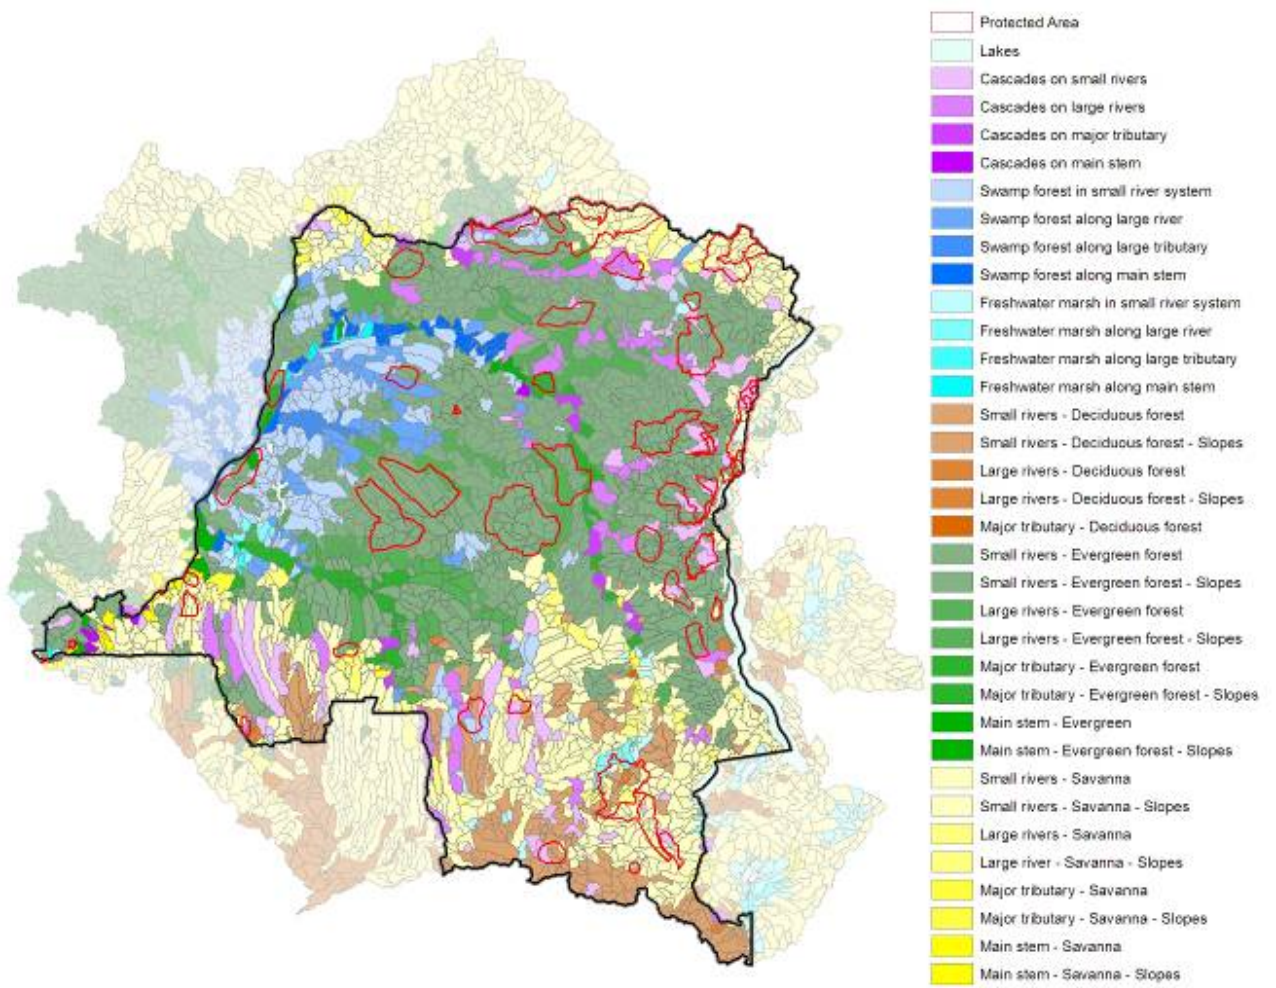 Protected Area
Lakes
Cascades on small rivers
Cascades on large rivers
Cascades on major tributary
Cascades on main stem
Swamp forest in small river system
Swamp forest along large river
Swamp forest along large tributary
Swamp forest along main stem
Freshwater marsh in small river system
Freshwater marsh along large river
Freshwater marsh along large tributary
Freshwater marsh along main stem
Small rivers - Deciduous forest
Small rivers - Deciduous forest - Slopes
Large rivers - Deciduous forest
Large rivers - Deciduous forest - Slopes
Major tributary - Deciduous forest
Small rivers - Evergreen forest
Small rivers - Evergreen forest - Slopes
Large rivers - Evergreen forest
Large rivers - Evergreen forest - Slopes
Major tributary - Evergreen forest
Major tributary - Evergreen forest - Slopes
Main stem - Evergreen
Main stem - Evergreen forest - Slopes
Small rivers - Savanna
Small rivers - Savanna - Slopes
Large rivers - Savanna
Large river - Savanna - Slopes
Major tributary - Savanna
Major tributary - Savanna - Slopes
Main stem - Savanna
Main stem - Savanna - Slopes